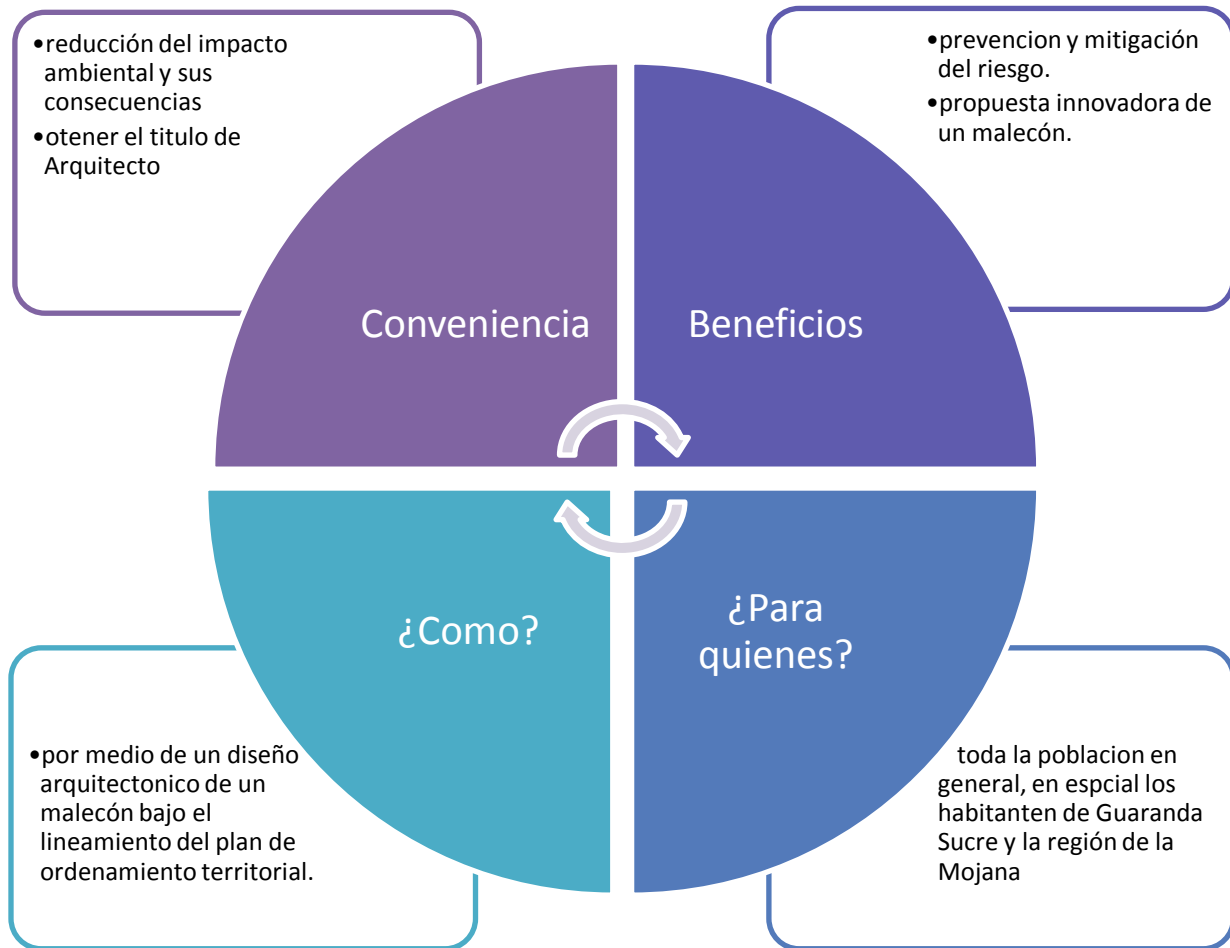 •reducción del impacto
ambiental y sus
consecuencias
•otener el titulo de
Arquitecto
•prevencion y mitigación
del riesgo.
•propuesta innovadora de
un malecón.
Conveniencia
Beneficios
¿Como?
¿Para
quienes?
•por medio de un diseño
arquitectonico de un
malecón bajo el
lineamiento del plan de
ordenamiento territorial.
toda la poblacion en
general, en espcial los
habitanten de Guaranda
Sucre y la región de la
Mojana